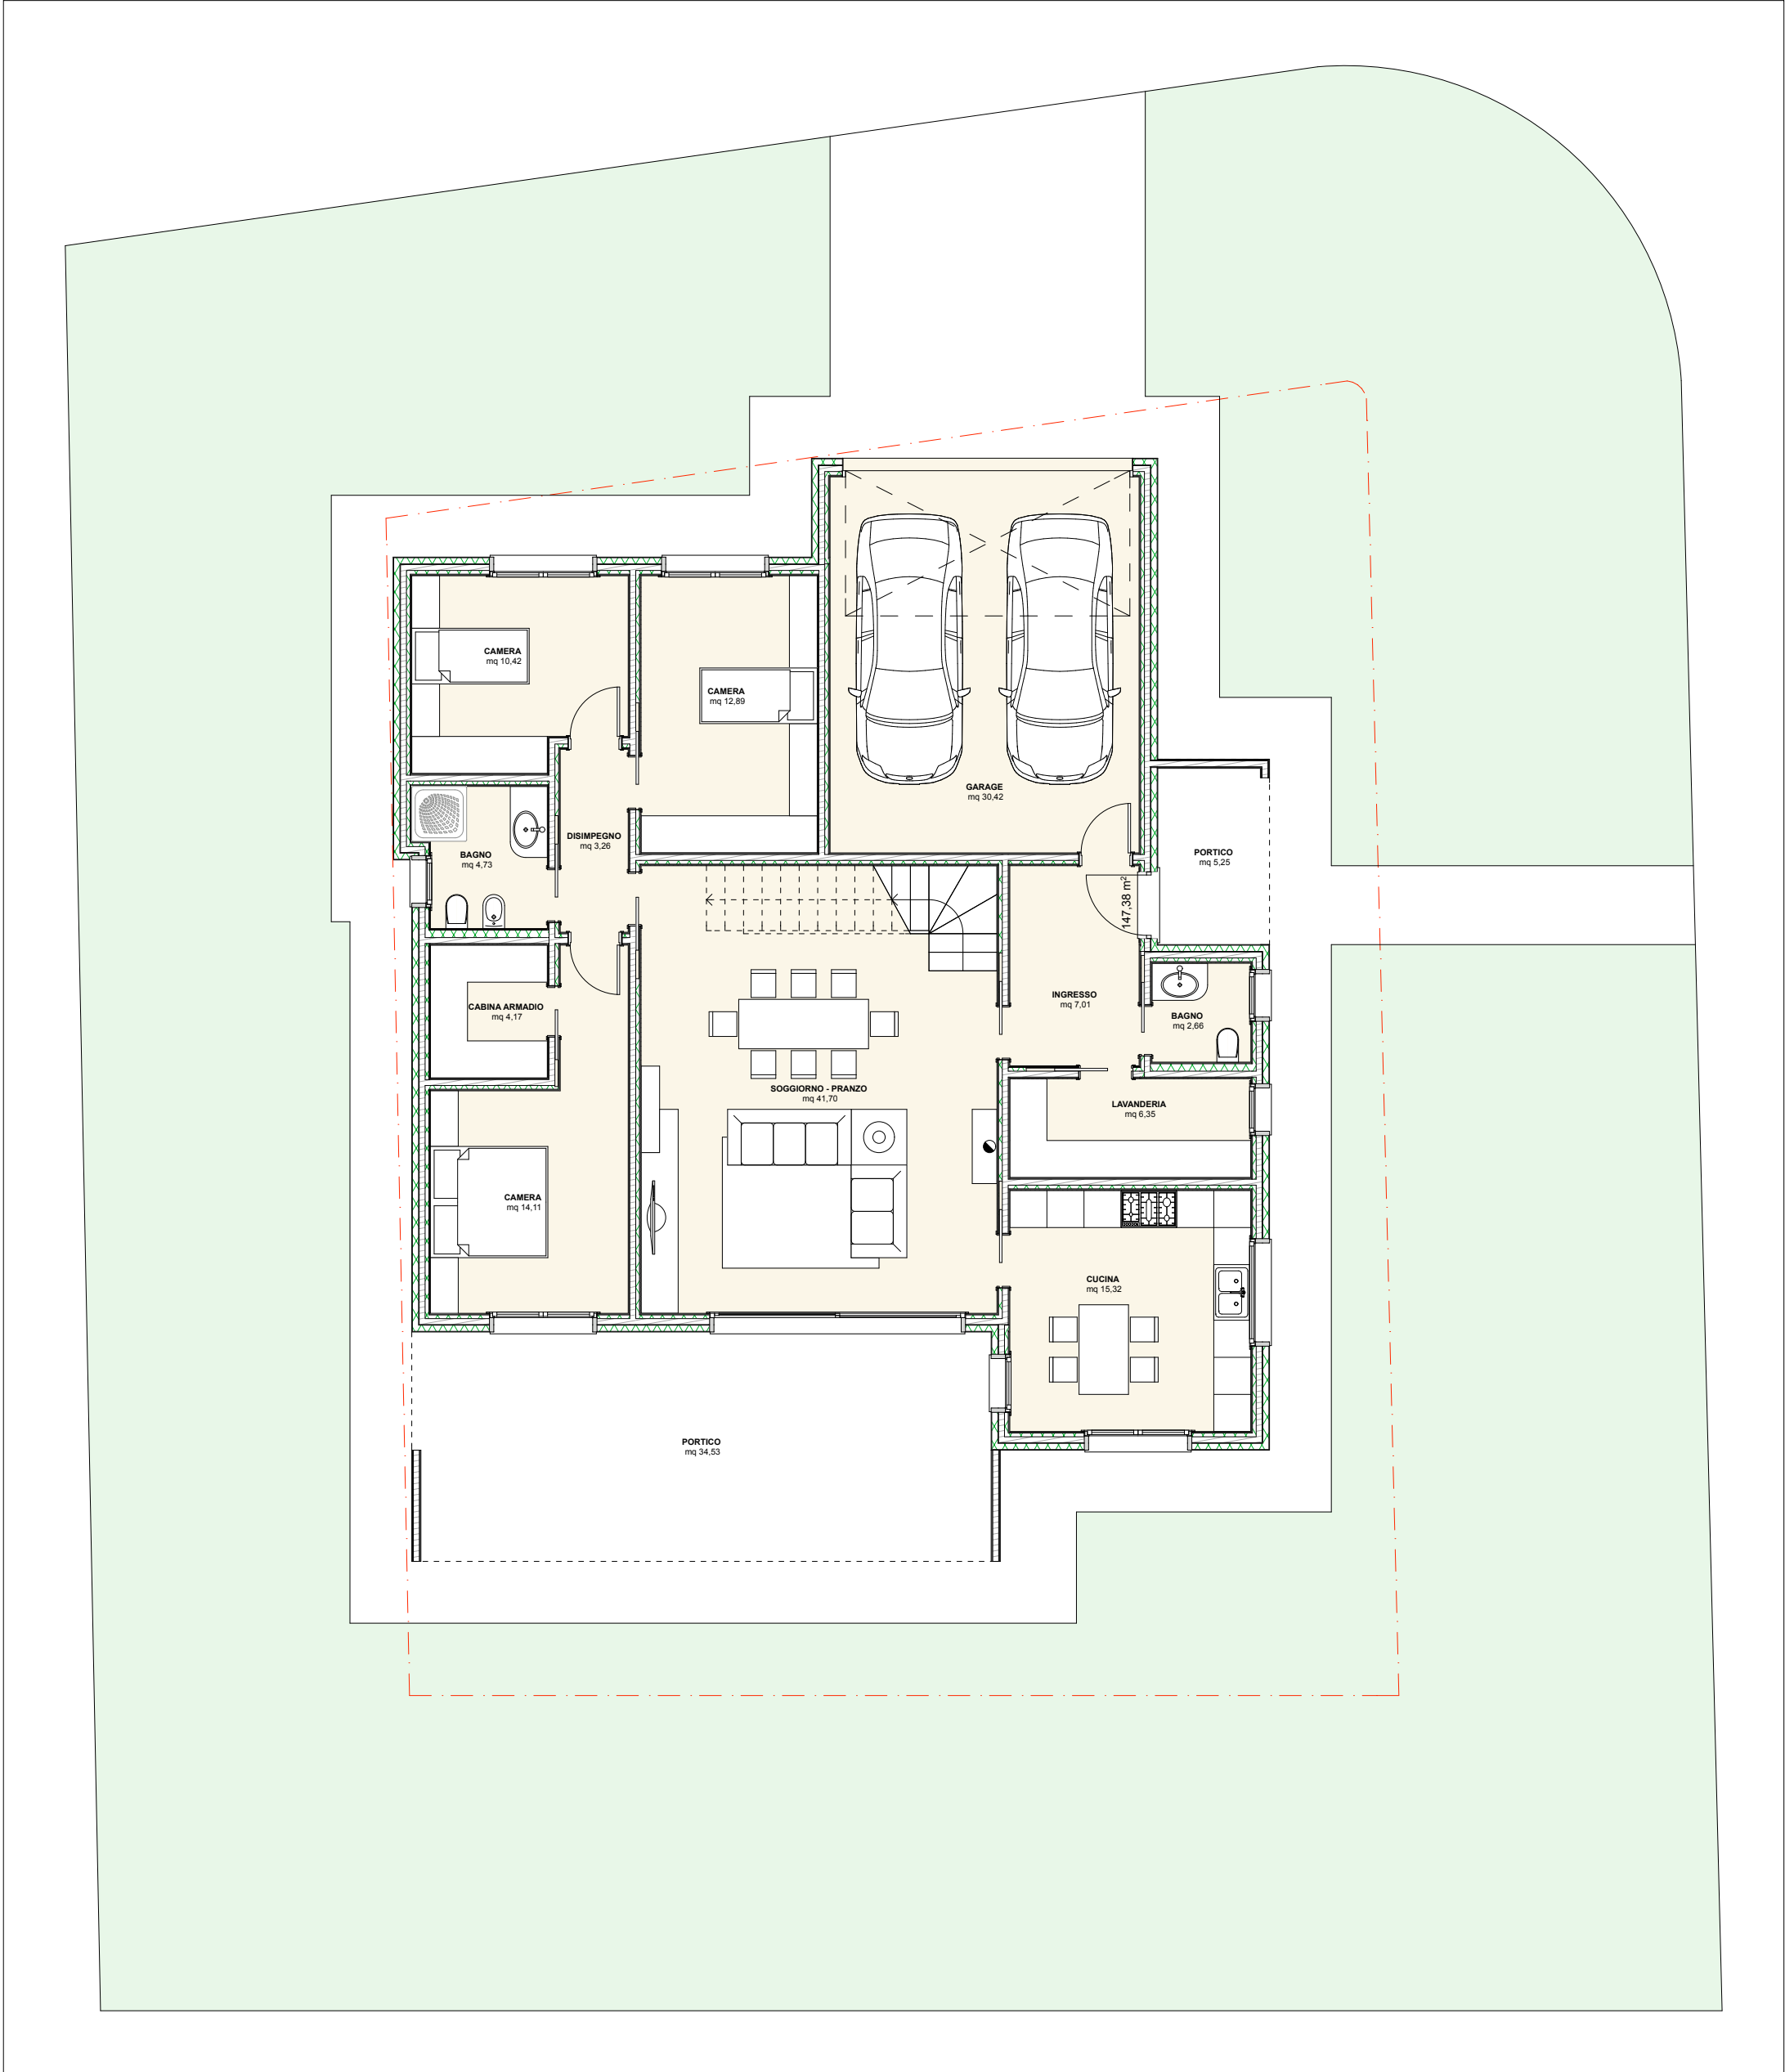 CAMERA
mq 10,42
CAMERA
mq 12,89
GARAGE
mq 30,42
DISIMPEGNO
mq 3,26
BAGNO
mq 4,73
PORTICO
mq 5,25
147,38 m²
CABINA ARMADIO
mq 4,17
INGRESSO
mq 7,01
BAGNO
mq 2,66
SOGGIORNO - PRANZO
mq 41,70
LAVANDERIA
mq 6,35
CAMERA
mq 14,11
CUCINA
mq 15,32
PORTICO
mq 34,53